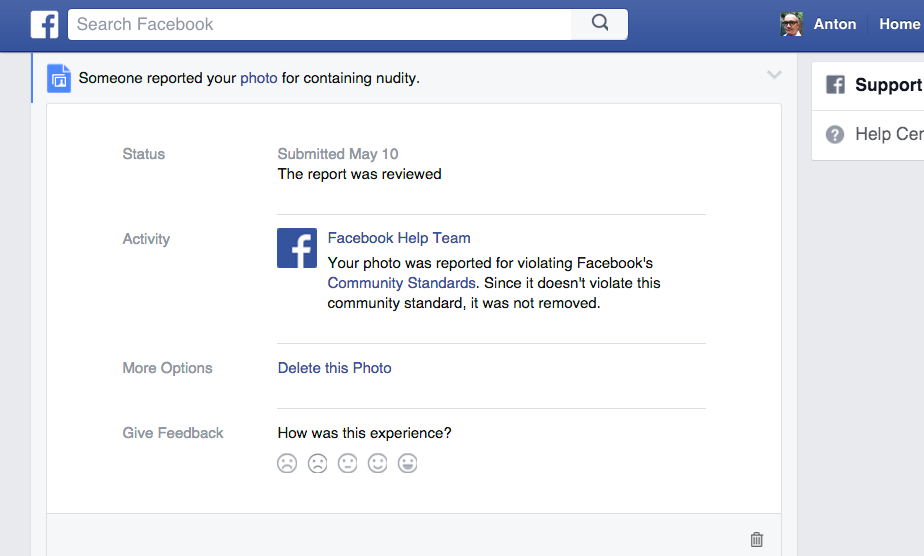 Search Facebook
Anton
Home
Someone reported your photo for containing nudity.
Support
Help Cen
Status
Submitted May 10
The report was reviewed
Activity
Facebook Help Team
Your photo was reported for violating Facebook's
Community Standards. Since it doesn't violate this
community standard, it was not removed.
More Options
Delete this Photo
Give Feedback
How was this experience?